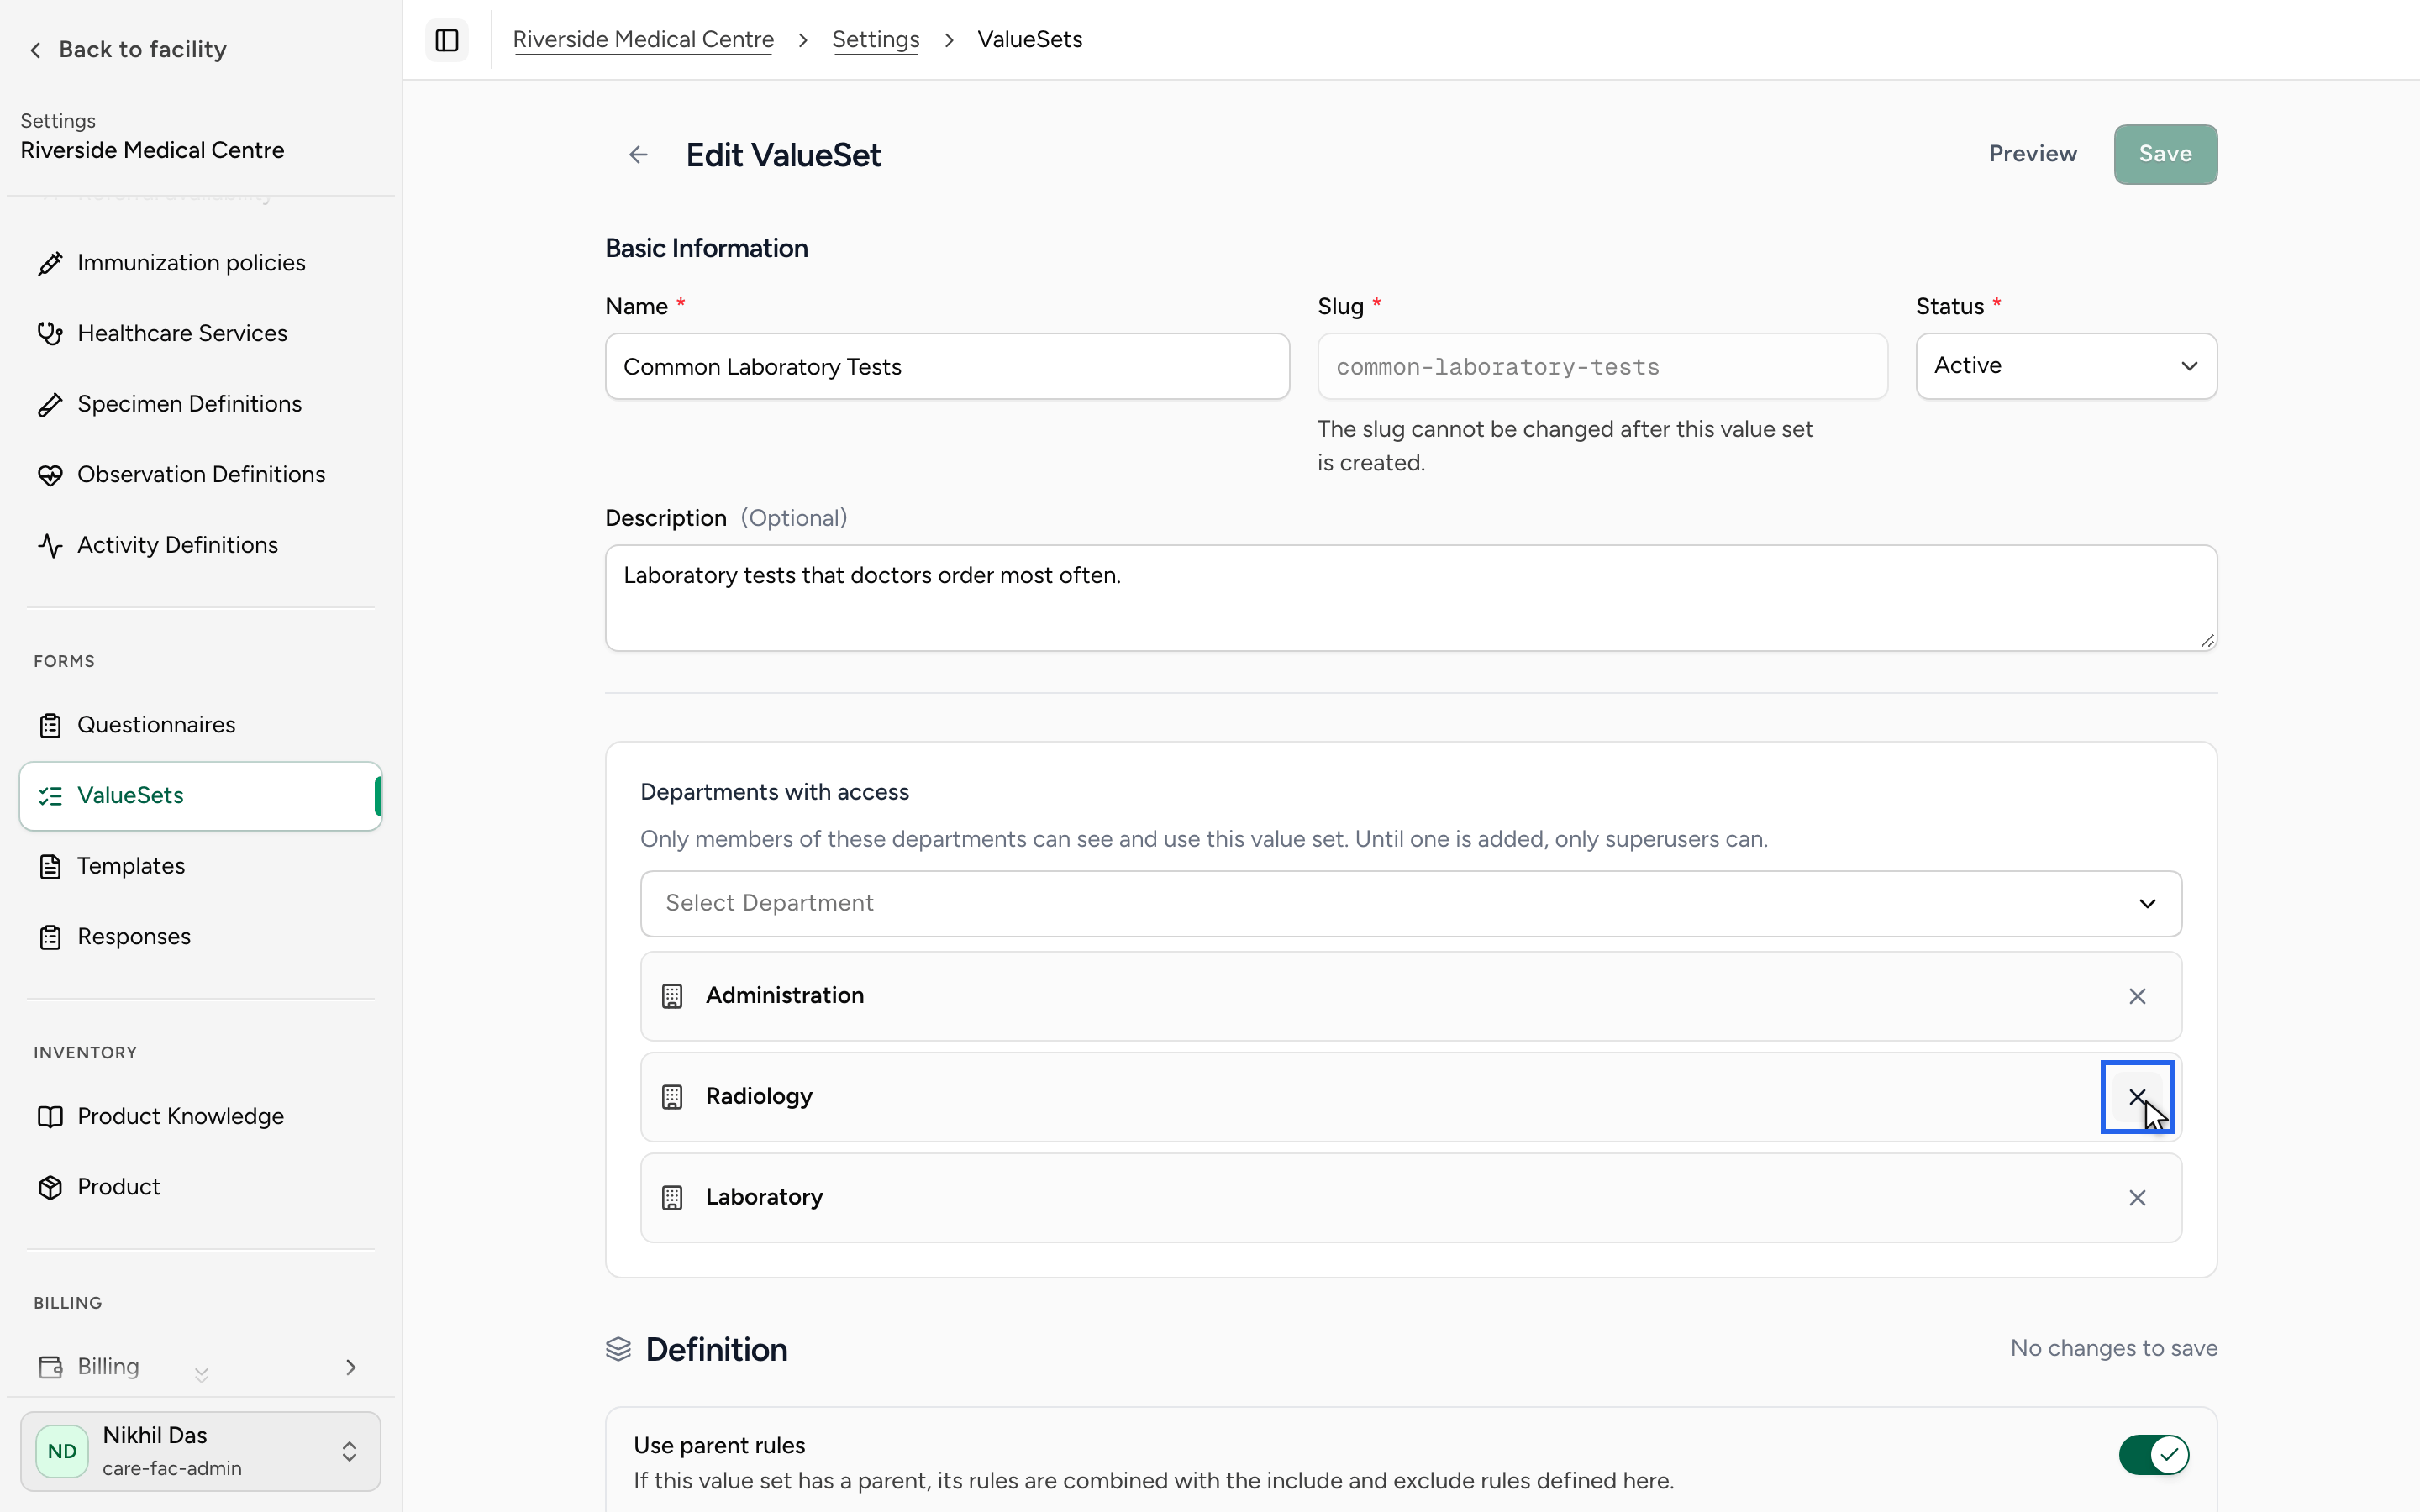 Back to facility
Settings
Riverside Medical Centre
Immunization policies
Healthcare Services
Specimen Definitions
Observation Definitions
Activity Definitions
FORMS
Questionnaires
ValueSets
Templates
Responses
INVENTORY
Product Knowledge
Product
BILLING
Billing
ND
Nikhil Das
care-fac-admin
Riverside Medical Centre > Settings > ValueSets
Edit ValueSet
Preview
Save
Basic Information
Name *
Common Laboratory Tests
Slug *
common-laboratory-tests
The slug cannot be changed after this value set
is created.
Status *
Active
Description (Optional)
Laboratory tests that doctors order most often.
Departments with access
Only members of these departments can see and use this value set. Until one is added, only superusers can.
Select Department
Administration
Radiology
Laboratory
Definition
No changes to save
Use parent rules
If this value set has a parent, its rules are combined with the include and exclude rules defined here.